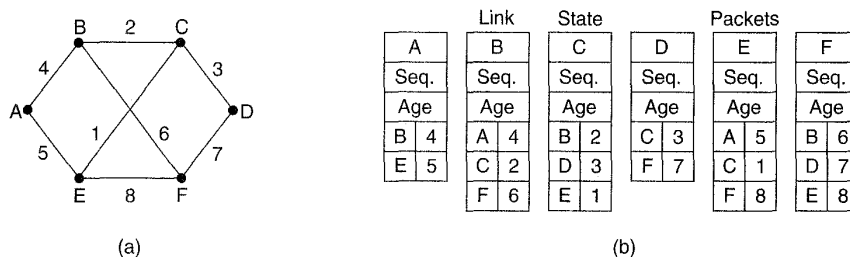 B 2 C
4 3
A D
1 6
5 7
E 8 F
(a)
Link State Packets
A B C D E F
Seq. Seq. Seq. Seq. Seq. Seq.
Age Age Age Age Age Age
B 4 A 4 B 2 C 3 A 5 B 6
E 5 C 2 D 3 F 7 C 1 D 7
F 6 E 1 F 8 E 8
(b)